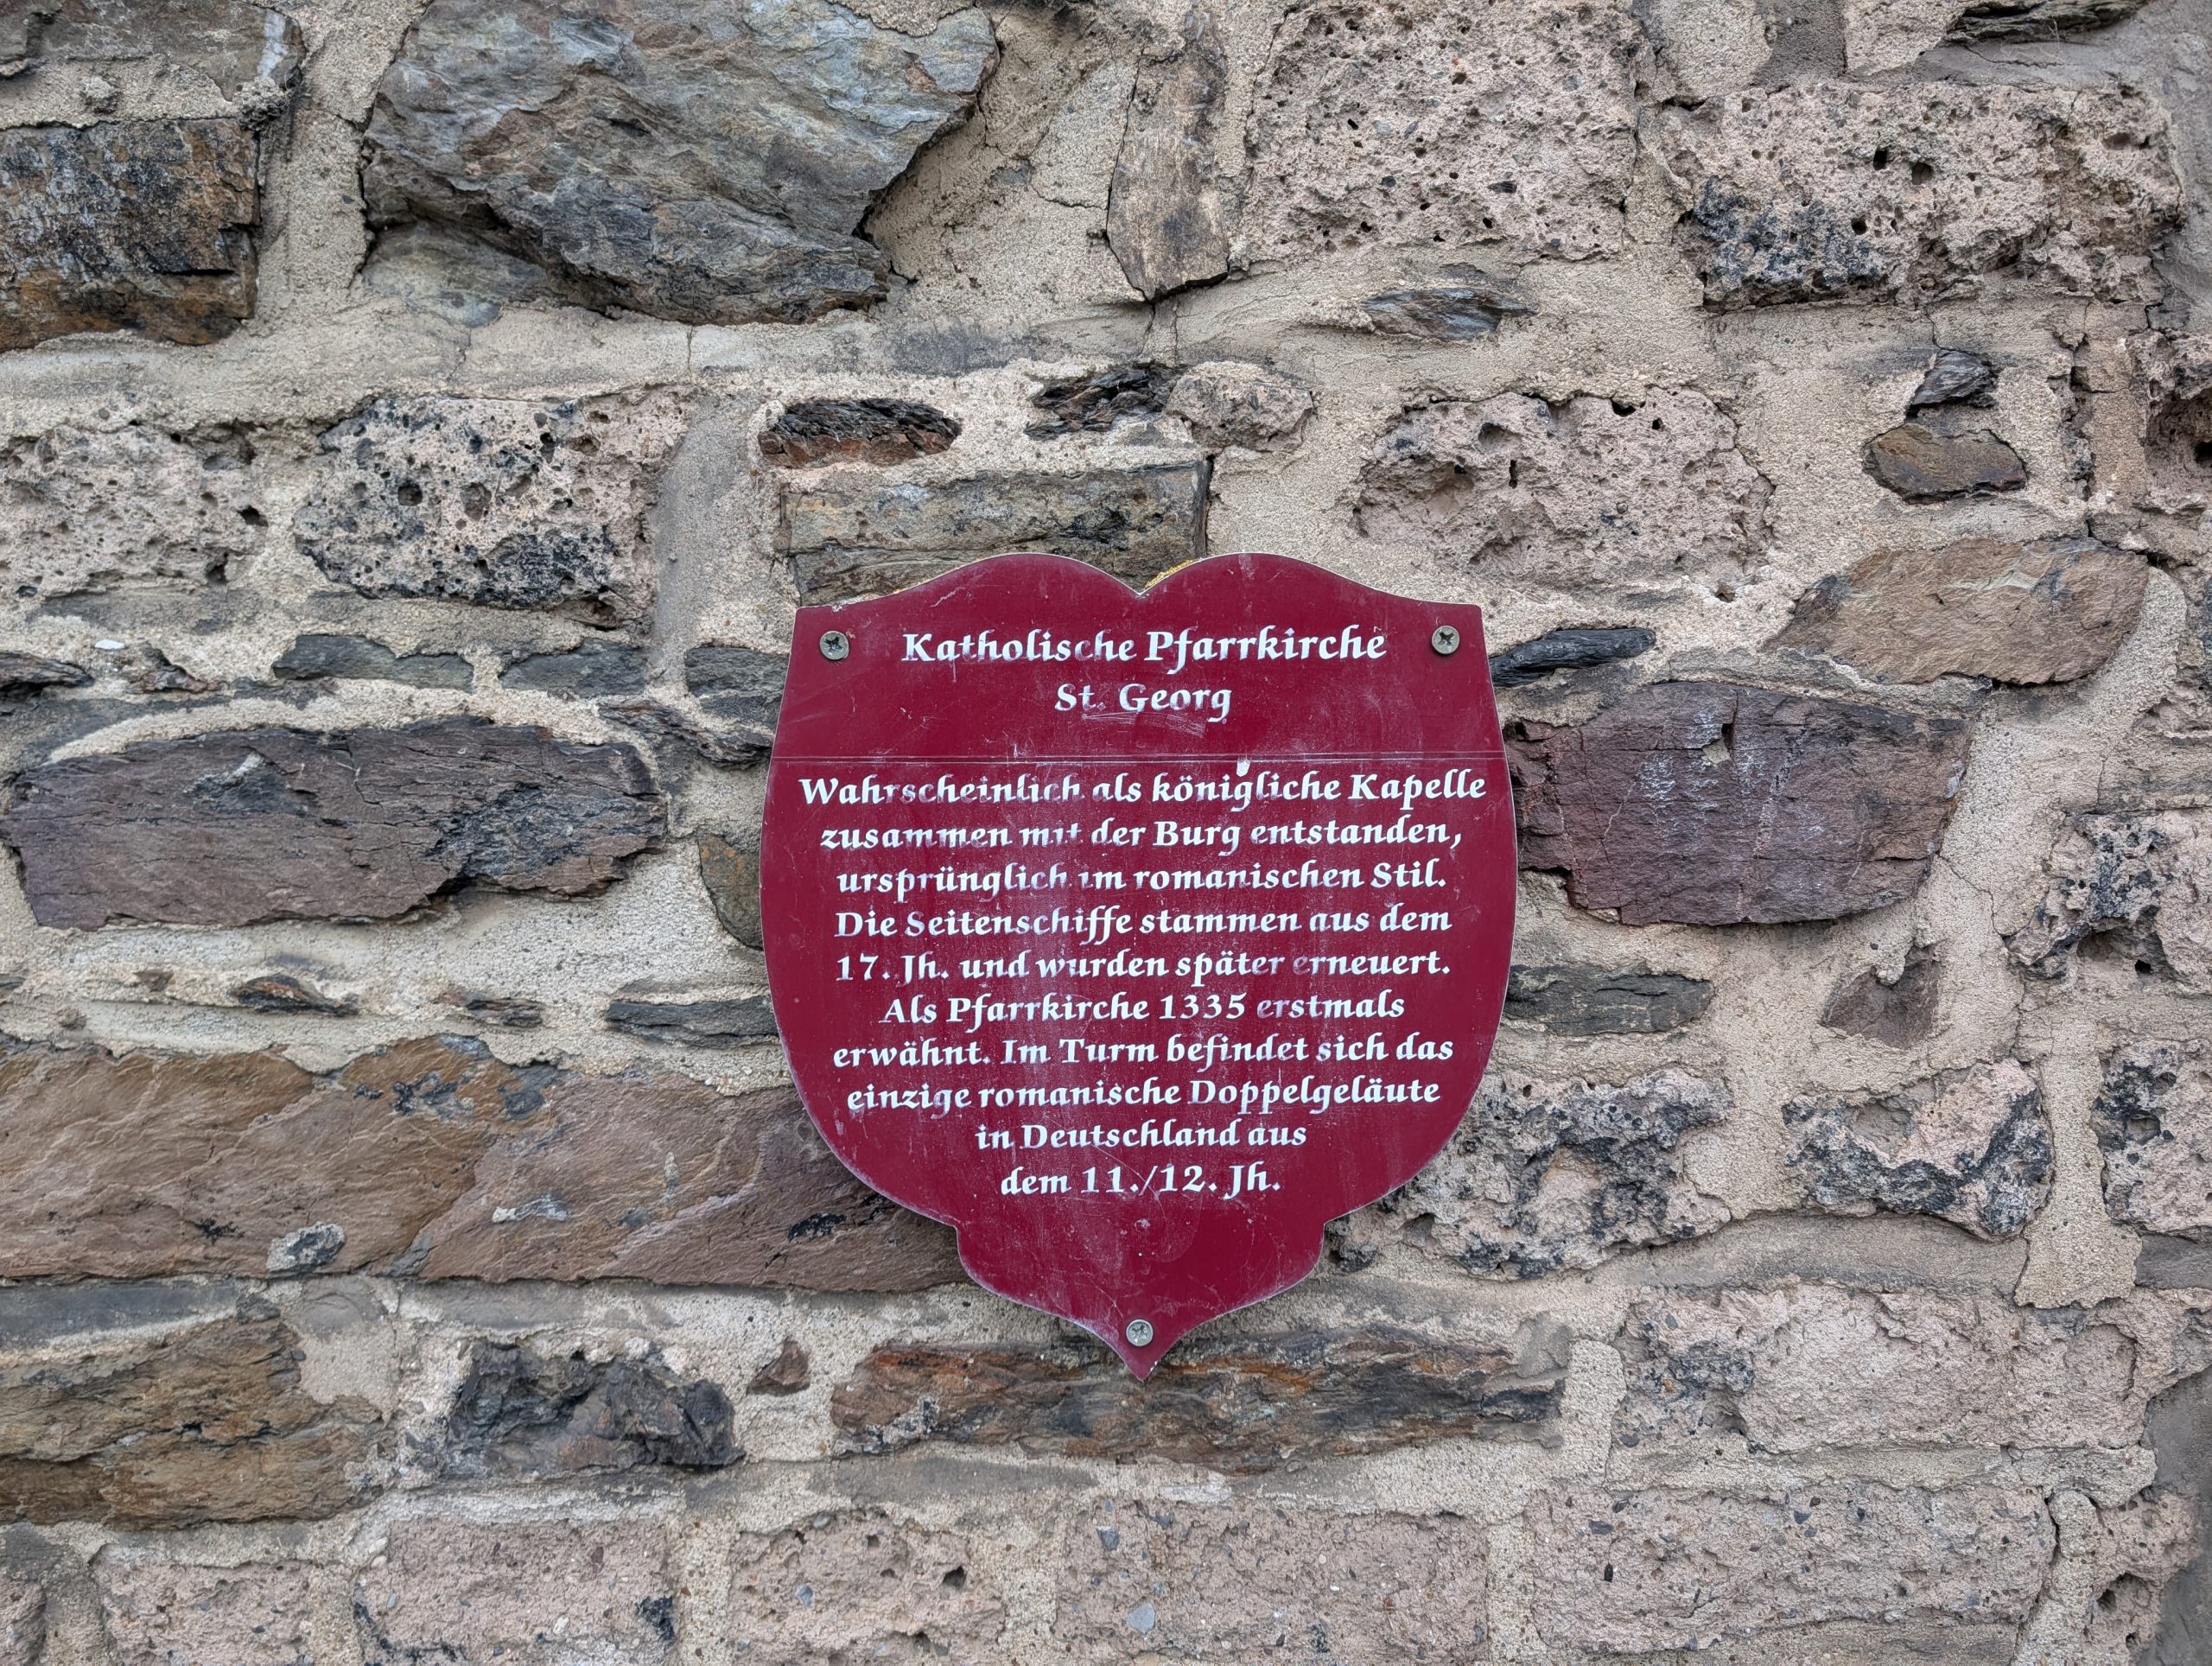 Katholische Pfarrkirche
St. Georg
Wahrscheinlich als königliche Kapelle
zusammen mit der Burg entstanden,
ursprünglich im romanischen Stil.
Die Seitenschiffe stammen aus dem
17. Jh. und wurden später erneuert.
Als Pfarrkirche 1335 erstmals
erwähnt. Im Turm befindet sich das
einzige romanische Doppelgeläute
in Deutschland aus
dem 11./12. Jh.